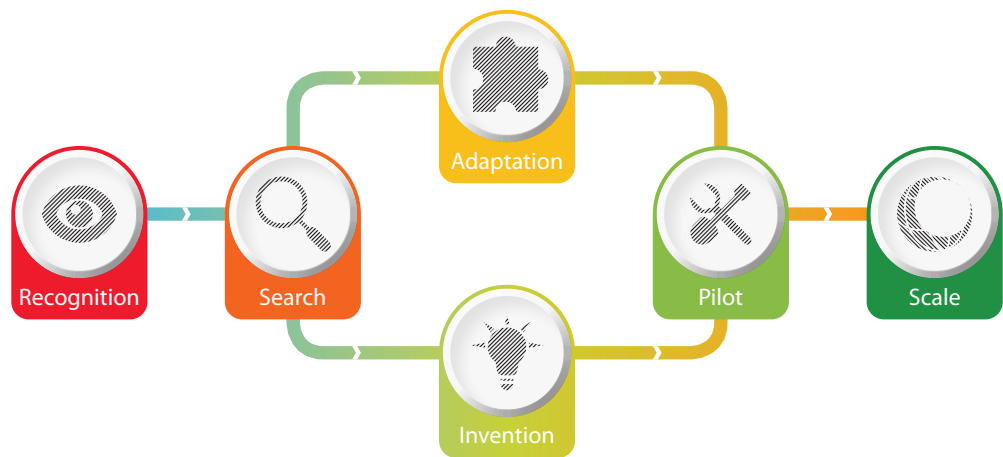 Recognition
Search
Adaptation
Invention
Pilot
Scale